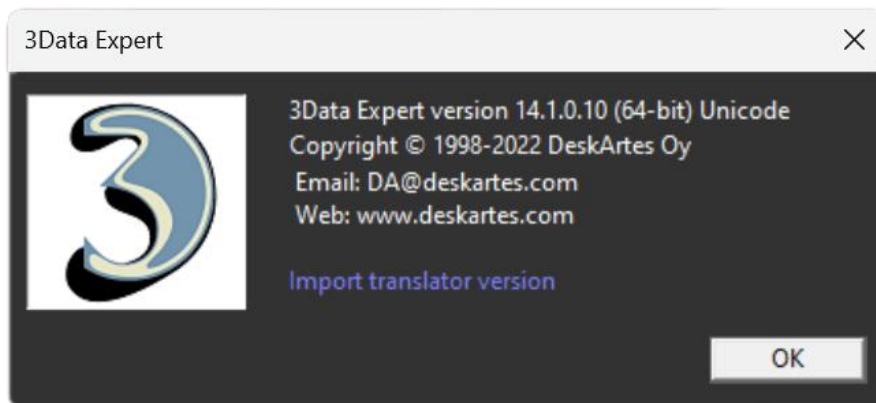 3Data Expert
3Data Expert version 14.1.0.10 (64-bit) Unicode
Copyright © 1998-2022 DeskArtes Oy
Email: DA@deskartes.com
Web: www.deskartes.com
Import translator version
OK